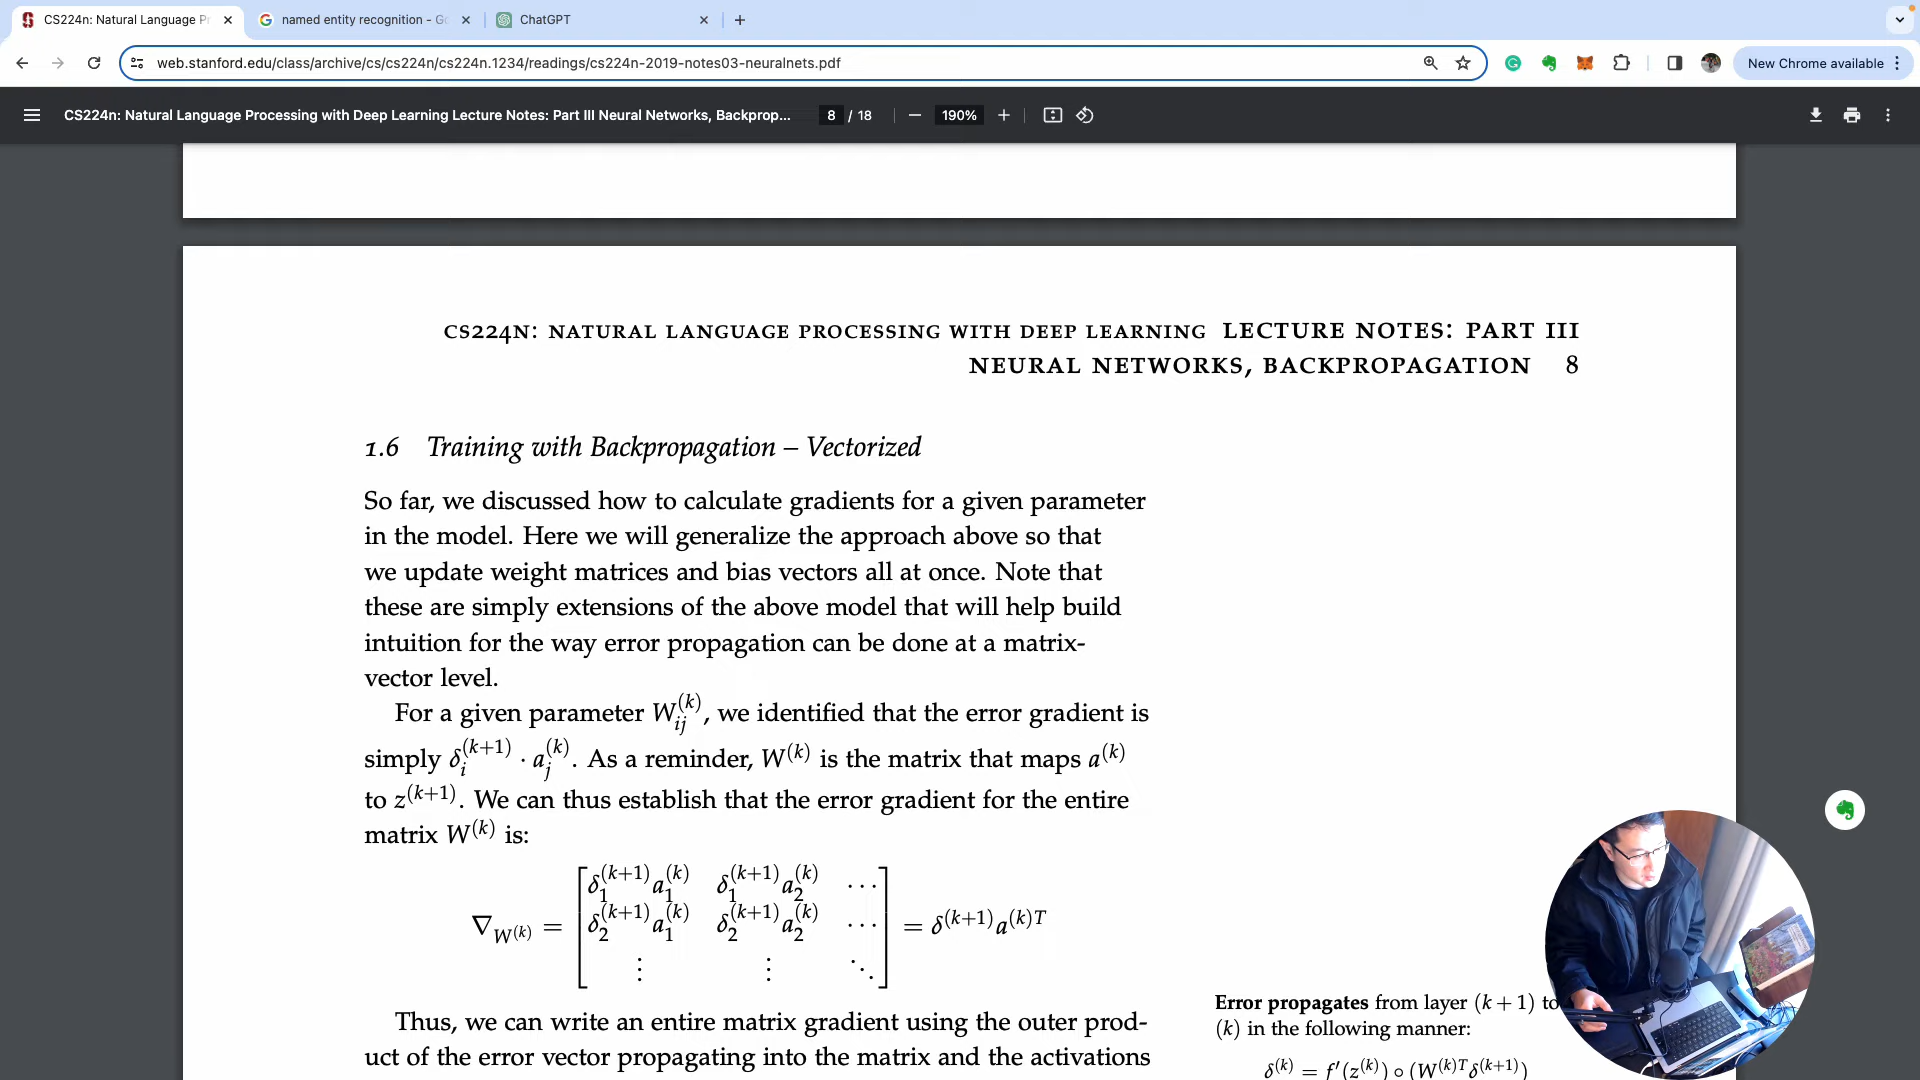 CS224n: Natural Language Pr
named entity recognition - Go
ChatGPT
web.stanford.edu/class/archive/cs/cs224n/cs224n.1234/readings/cs224n-2019-notes03-neuralnets.pdf
New Chrome available
CS224n: Natural Language Processing with Deep Learning Lecture Notes: Part III Neural Networks, Backprop...
8 / 18
190%
CS224N: NATURAL LANGUAGE PROCESSING WITH DEEP LEARNING LECTURE NOTES: PART III
NEURAL NETWORKS, BACKPROPAGATION 8
1.6 Training with Backpropagation – Vectorized
So far, we discussed how to calculate gradients for a given parameter
in the model. Here we will generalize the approach above so that
we update weight matrices and bias vectors all at once. Note that
these are simply extensions of the above model that will help build
intuition for the way error propagation can be done at a matrix-
vector level.
For a given parameter W_{ij}^{(k)}, we identified that the error gradient is
simply δ_i^{(k+1)} · a_j^{(k)}. As a reminder, W^{(k)} is the matrix that maps a^{(k)}
to z^{(k+1)}. We can thus establish that the error gradient for the entire
matrix W^{(k)} is:
∇_{W^{(k)}} = [ δ_1^{(k+1)} a_1^{(k)} δ_1^{(k+1)} a_2^{(k)} ⋯
δ_2^{(k+1)} a_1^{(k)} δ_2^{(k+1)} a_2^{(k)} ⋯
⋮ ⋮ ⋱ ] = δ^{(k+1)} a^{(k)T}
Thus, we can write an entire matrix gradient using the outer prod-
uct of the error vector propagating into the matrix and the activations
Error propagates from layer (k + 1) to
(k) in the following manner:
δ^{(k)} = f′(z^{(k)}) ∘ (W^{(k)T} δ^{(k+1)})